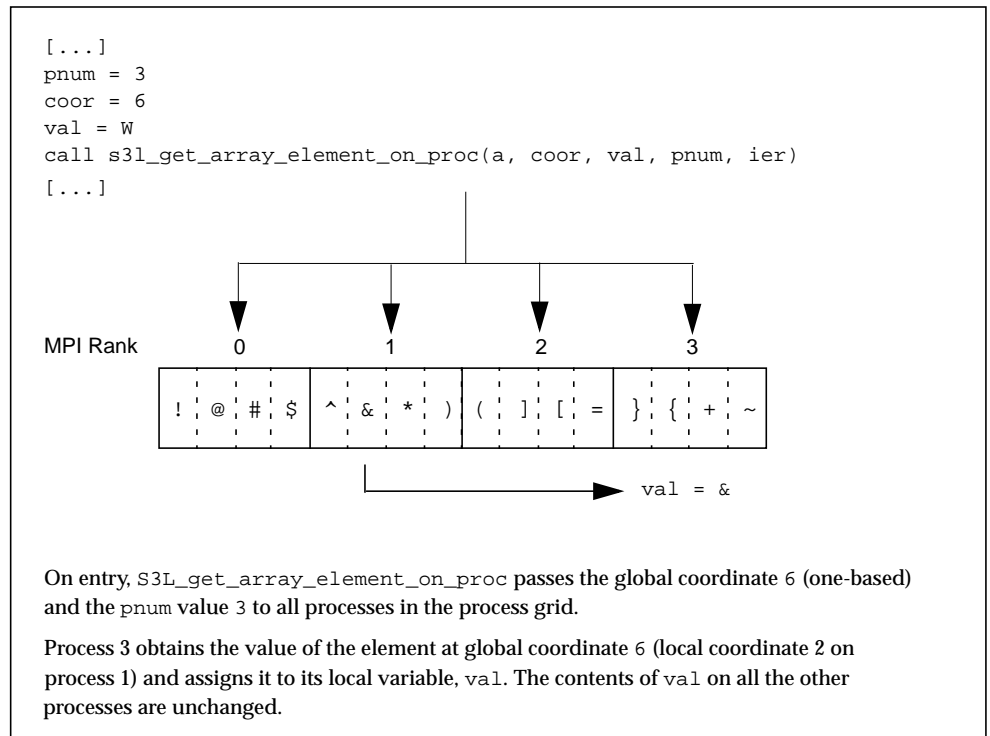 [...]
pnum = 3
coor = 6
val = W
call s3l_get_array_element_on_proc(a, coor, val, pnum, ier)
[...]
MPI Rank 0 1 2 3
! @ # $ ^ & * ) ( ] [ = } { + ~
val = &
On entry, S3L_get_array_element_on_proc passes the global coordinate 6 (one-based)
and the pnum value 3 to all processes in the process grid.
Process 3 obtains the value of the element at global coordinate 6 (local coordinate 2 on
process 1) and assigns it to its local variable, val. The contents of val on all the other
processes are unchanged.